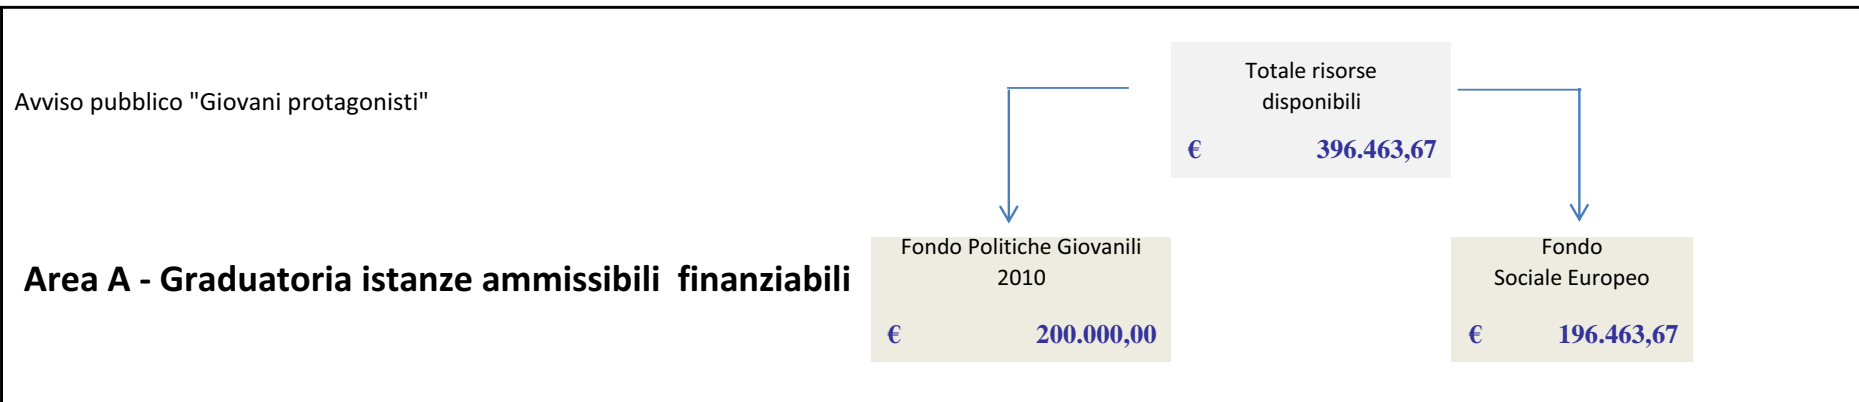 Avviso pubblico "Giovani protagonisti"
Totale risorse
disponibili
€ 396.463,67
Area A - Graduatoria istanze ammissibili  finanziabili
Fondo Politiche Giovanili
2010
€ 200.000,00
Fondo
Sociale Europeo
€ 196.463,67